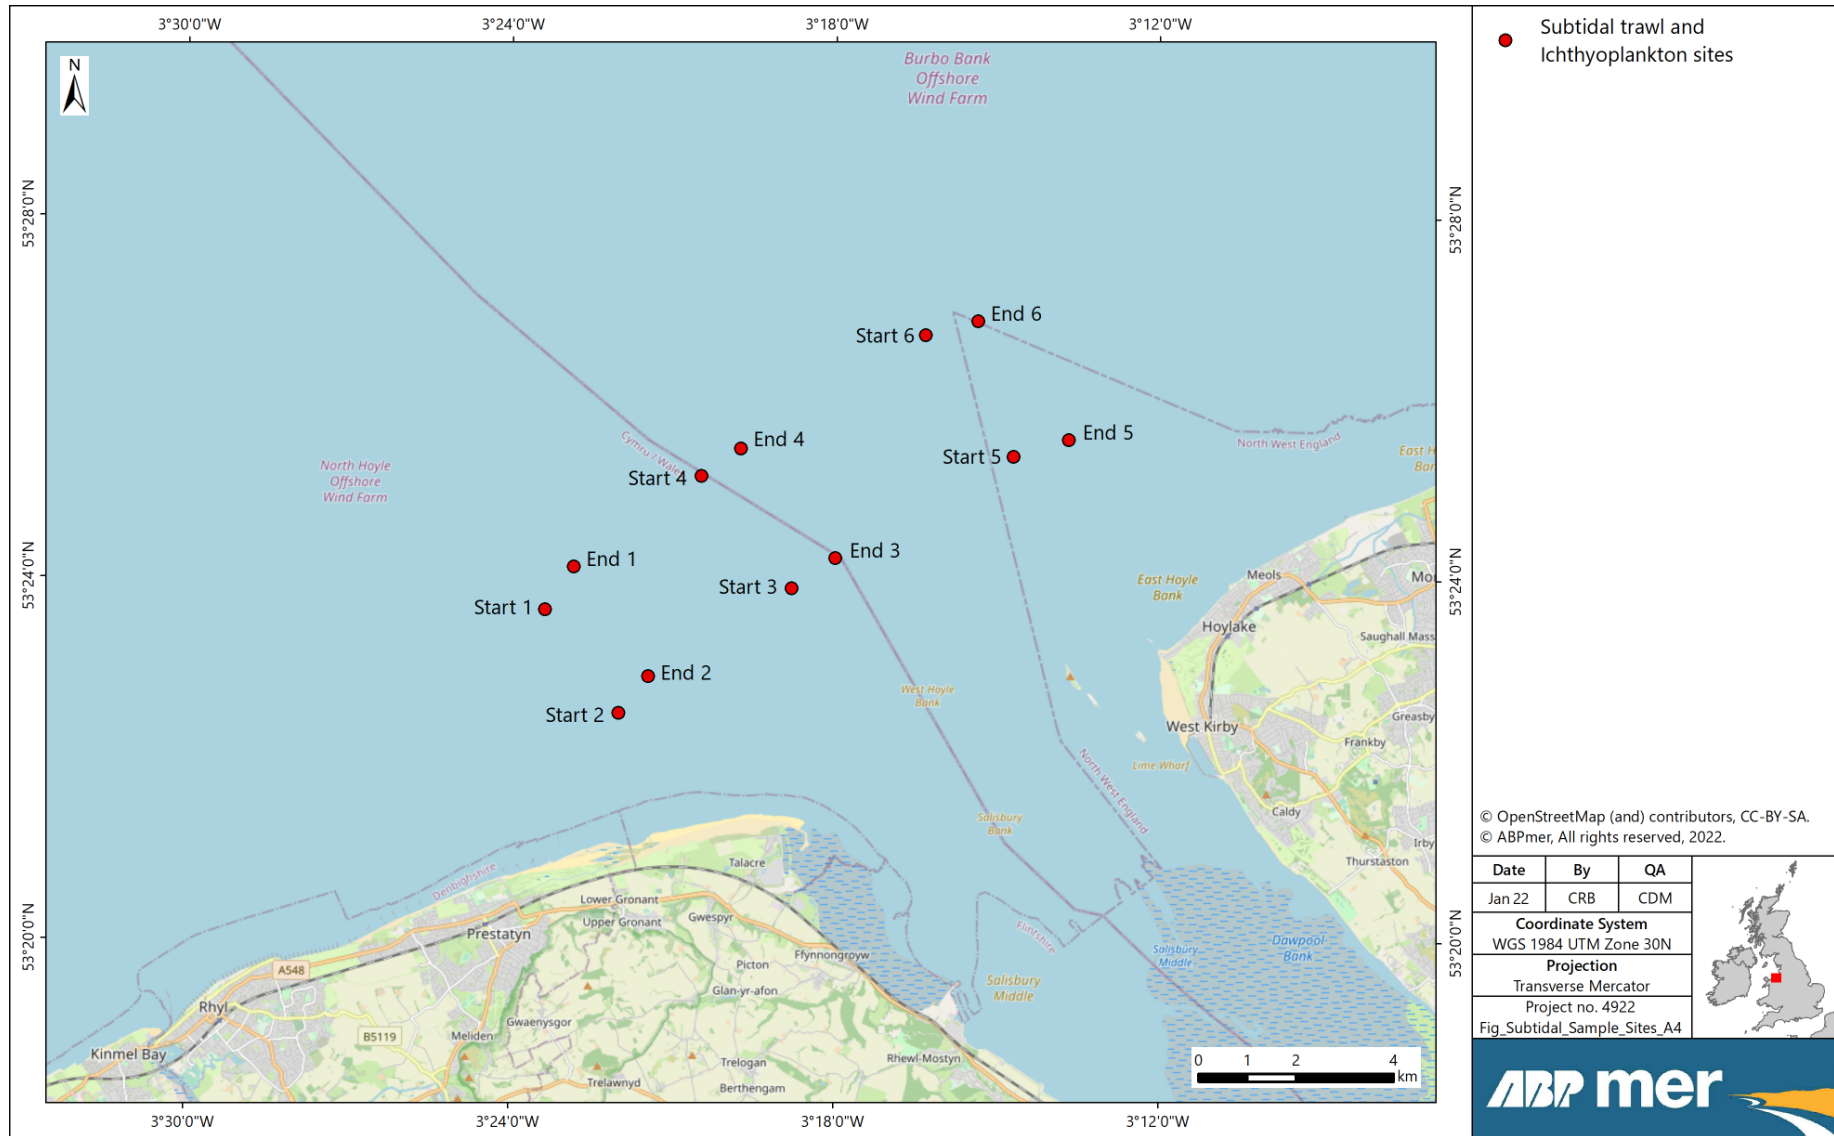 3°30'0"W
3°24'0"W
3°18'0"W
3°12'0"W
N
Burbo Bank
Offshore
Wind Farm
53°28'0"N
53°28'0"N
End 6
Start 6
End 4
End 5
Cymru / Wales
North West England
Start 5
East H
Ban
North Hoyle
Offshore
Wind Farm
Start 4
End 3
End 1
53°24'0"N
53°24'0"N
Start 3
East Hoyle
Bank
Meols
Mo
Start 1
Hoylake
Saughall Mass
End 2
West Hoyle
Bank
Start 2
West Kirby
Greasby
Frankby
Lime Wharf
North West England
Caldy
Salisbury
Bank
Irby
Thurstaston
Talacre
Denbighshire
Lower Gronant
Upper Gronant
Gwespyr
Prestatyn
Flintshire
53°20'0"N
53°20'0"N
Ffynnongroyw
Salisbury
Middle
Dawpool
Bank
A548
Picton
Glan-yr-afon
Salisbury
Middle
Rhyl
Gwaenysgor
B5119
Meliden
Kinmel Bay
Trelogan
Rhewl-Mostyn
Trelawnyd
Berthengam
0 1 2 4
km
3°30'0"W
3°24'0"W
3°18'0"W
3°12'0"W
Subtidal trawl and
Ichthyoplankton sites
© OpenStreetMap (and) contributors, CC-BY-SA.
© ABPmer, All rights reserved, 2022.
Date By QA
Jan 22 CRB CDM
Coordinate System
WGS 1984 UTM Zone 30N
Projection
Transverse Mercator
Project no. 4922
Fig_Subtidal_Sample_Sites_A4
ABPmer